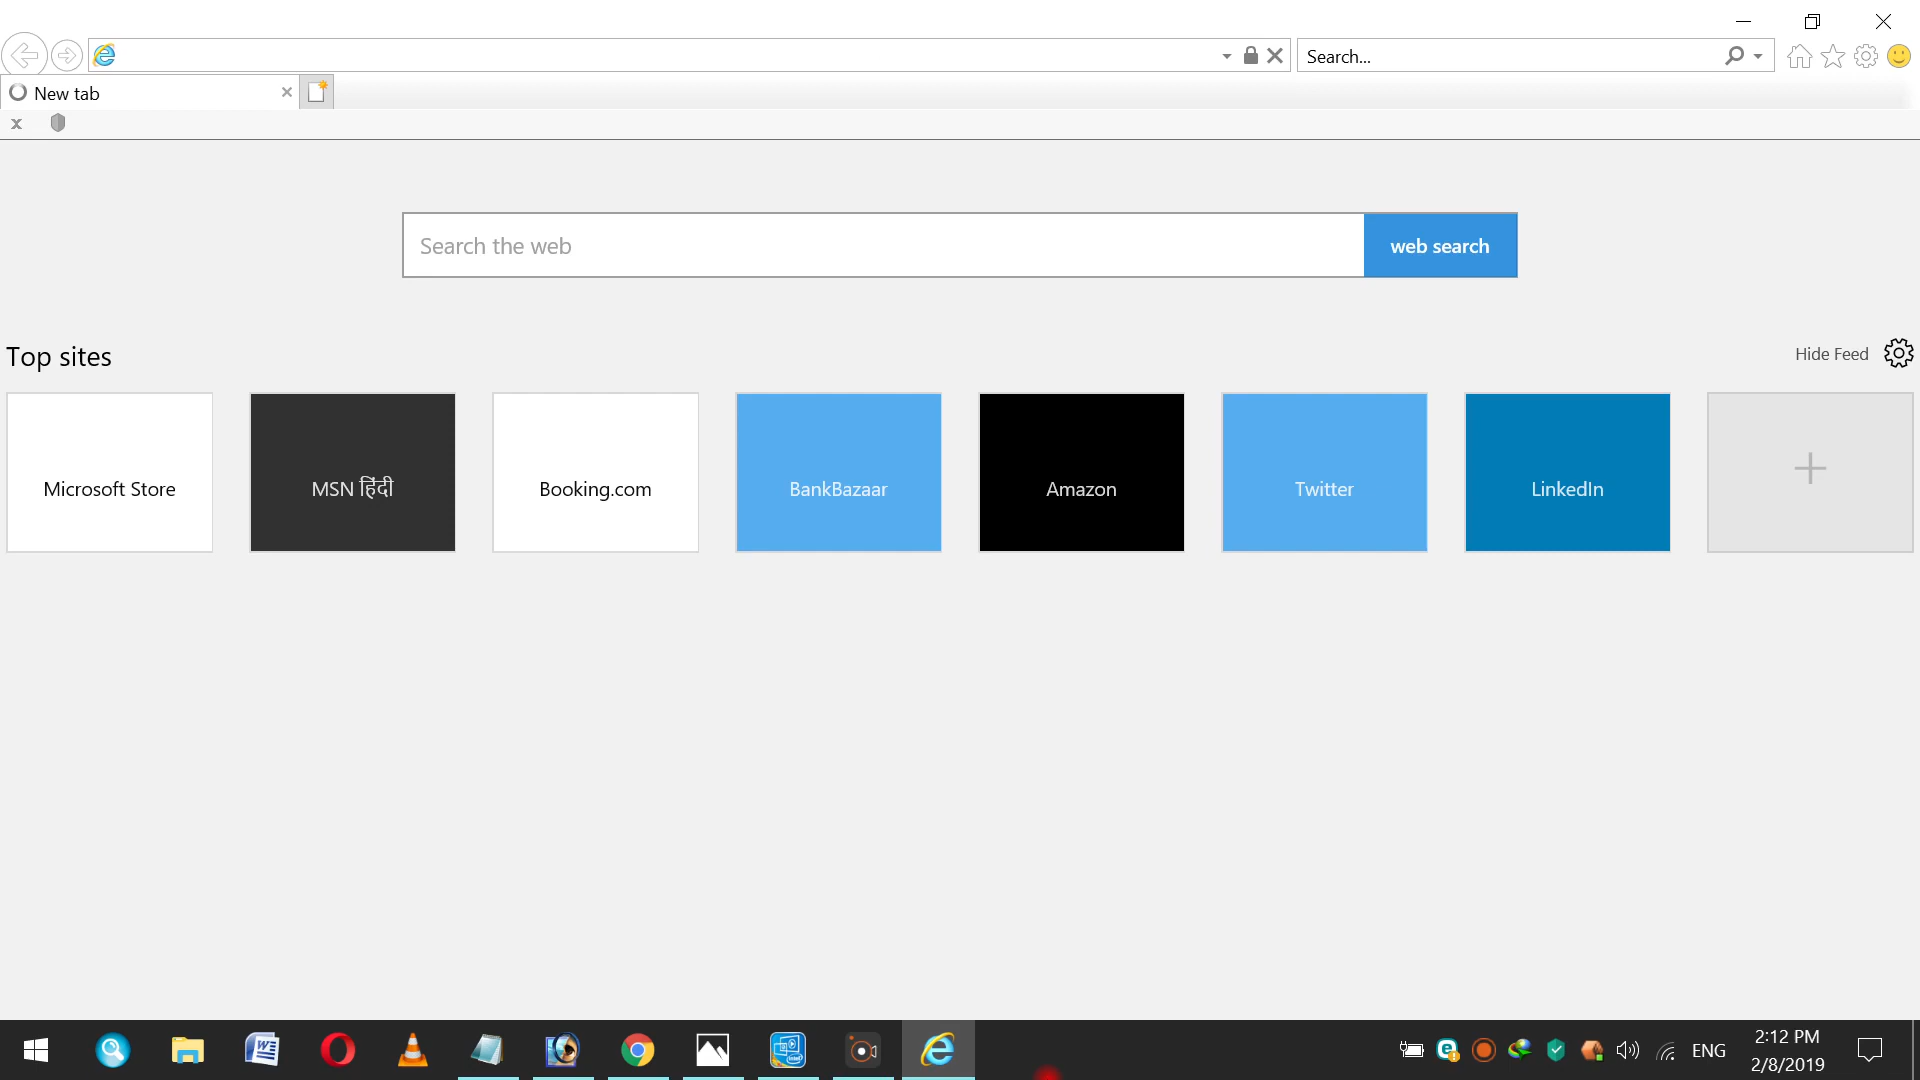 Search...
New tab
x
Search the web
web search
Top sites
Hide Feed
Microsoft Store
MSN हिंदी
Booking.com
BankBazaar
Amazon
Twitter
LinkedIn
ENG
2:12 PM
2/8/2019